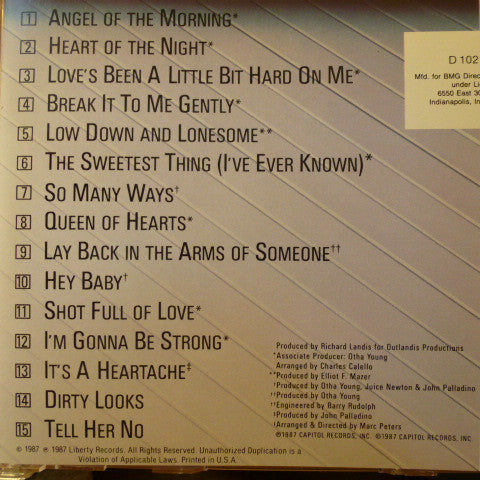 1 ANGEL OF THE MORNING*
2 HEART OF THE NIGHT*
3 LOVE'S BEEN A LITTLE BIT HARD ON ME*
4 BREAK IT TO ME GENTLY*
5 LOW DOWN AND LONESOME**
6 THE SWEETEST THING (I'VE EVER KNOWN)*
7 SO MANY WAYS†
8 QUEEN OF HEARTS*
9 LAY BACK IN THE ARMS OF SOMEONE††
10 HEY BABY†
11 SHOT FULL OF LOVE*
12 I'M GONNA BE STRONG*
13 IT'S A HEARTACHE‡
14 DIRTY LOOKS
15 TELL HER NO
D 102
Mfd. for BMG Direc
under Li
6550 East 30
Indianapolis, In
Produced by Richard Landis for Outlandis Productions
*Associate Producer: Otha Young
Arranged by Charles Calello
**Produced by Elliot F. Mazer
†Produced by Otha Young, Juice Newton & John Palladino
††Produced by Otha Young
††Engineered by Barry Rudolph
‡Produced by John Palladino
‡Arranged & Directed by Marc Peters
℗1987 CAPITOL RECORDS, INC. ©1987 CAPITOL RECORDS, INC.
© 1987 ℗ 1987 Liberty Records. All Rights Reserved. Unauthorized Duplication is a
Violation of Applicable Laws. Printed in U.S.A.